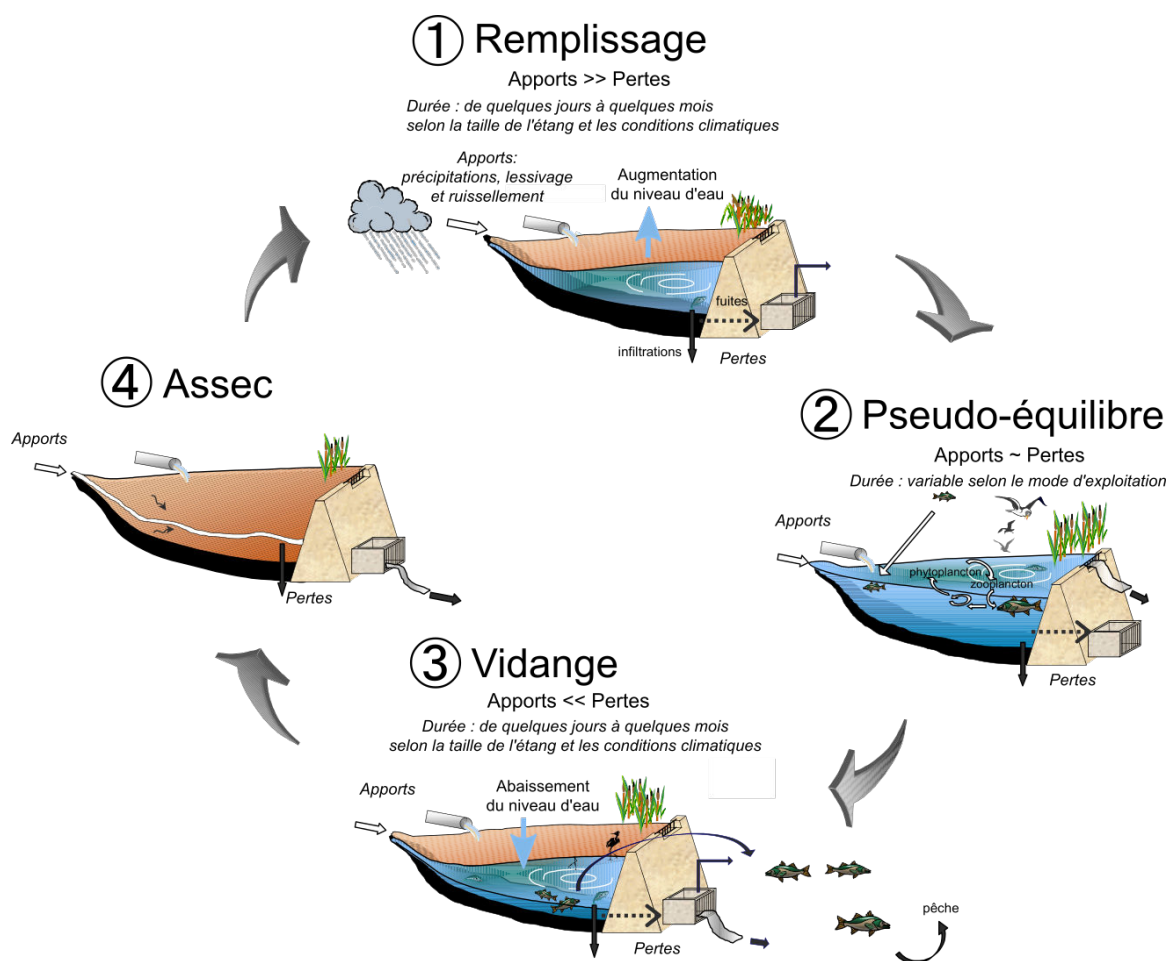 ① Remplissage
Apports >> Pertes
Durée : de quelques jours à quelques mois
selon la taille de l'étang et les conditions climatiques
Apports:
précipitations, lessivage
et ruissellement
Augmentation
du niveau d'eau
fuites
infiltrations
Pertes
② Pseudo-équilibre
Apports ~ Pertes
Durée : variable selon le mode d'exploitation
Apports
phytoplancton
zooplancton
Pertes
③ Vidange
Apports << Pertes
Durée : de quelques jours à quelques mois
selon la taille de l'étang et les conditions climatiques
Apports
Abaissement
du niveau d'eau
Pertes
pêche
④ Assec
Apports
Pertes